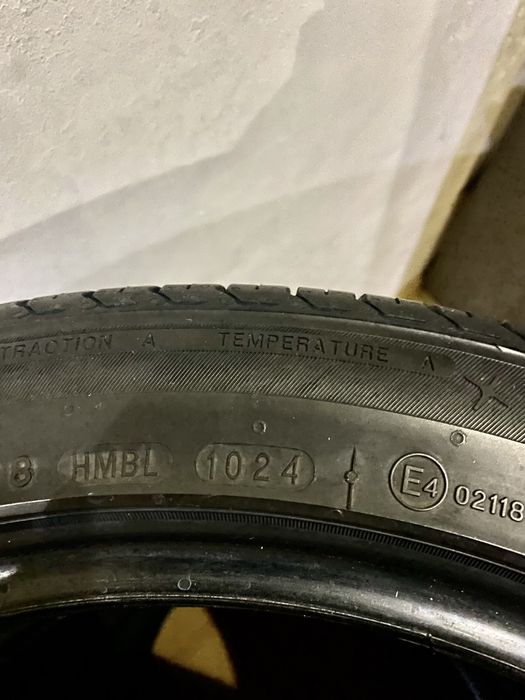 TRACTION A TEMPERATURE A
8 HMBL 1024 E4 02118